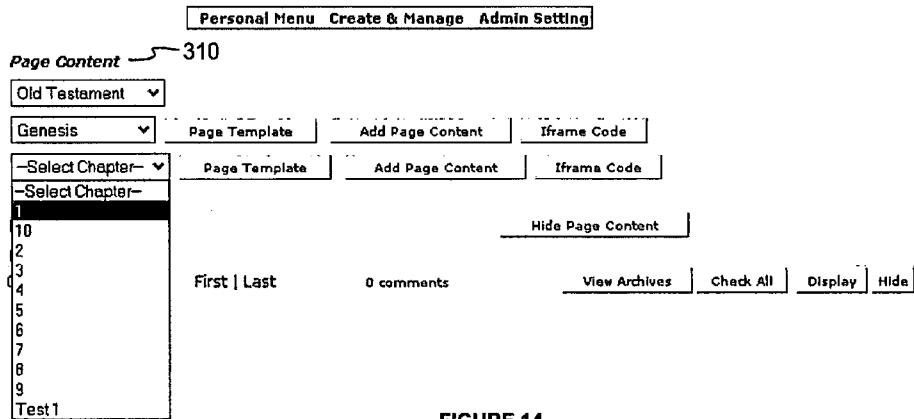 Personal Menu Create & Manage Admin Setting
Page Content 310
Old Testament
Genesis Page Template Add Page Content Iframe Code
–Select Chapter– Page Template Add Page Content Iframe Code
–Select Chapter–
1
10
Hide Page Content
2
3
First | Last 0 comments View Archives Check All Display Hide
4
5
6
7
8
9
Test1
FIGURE 14